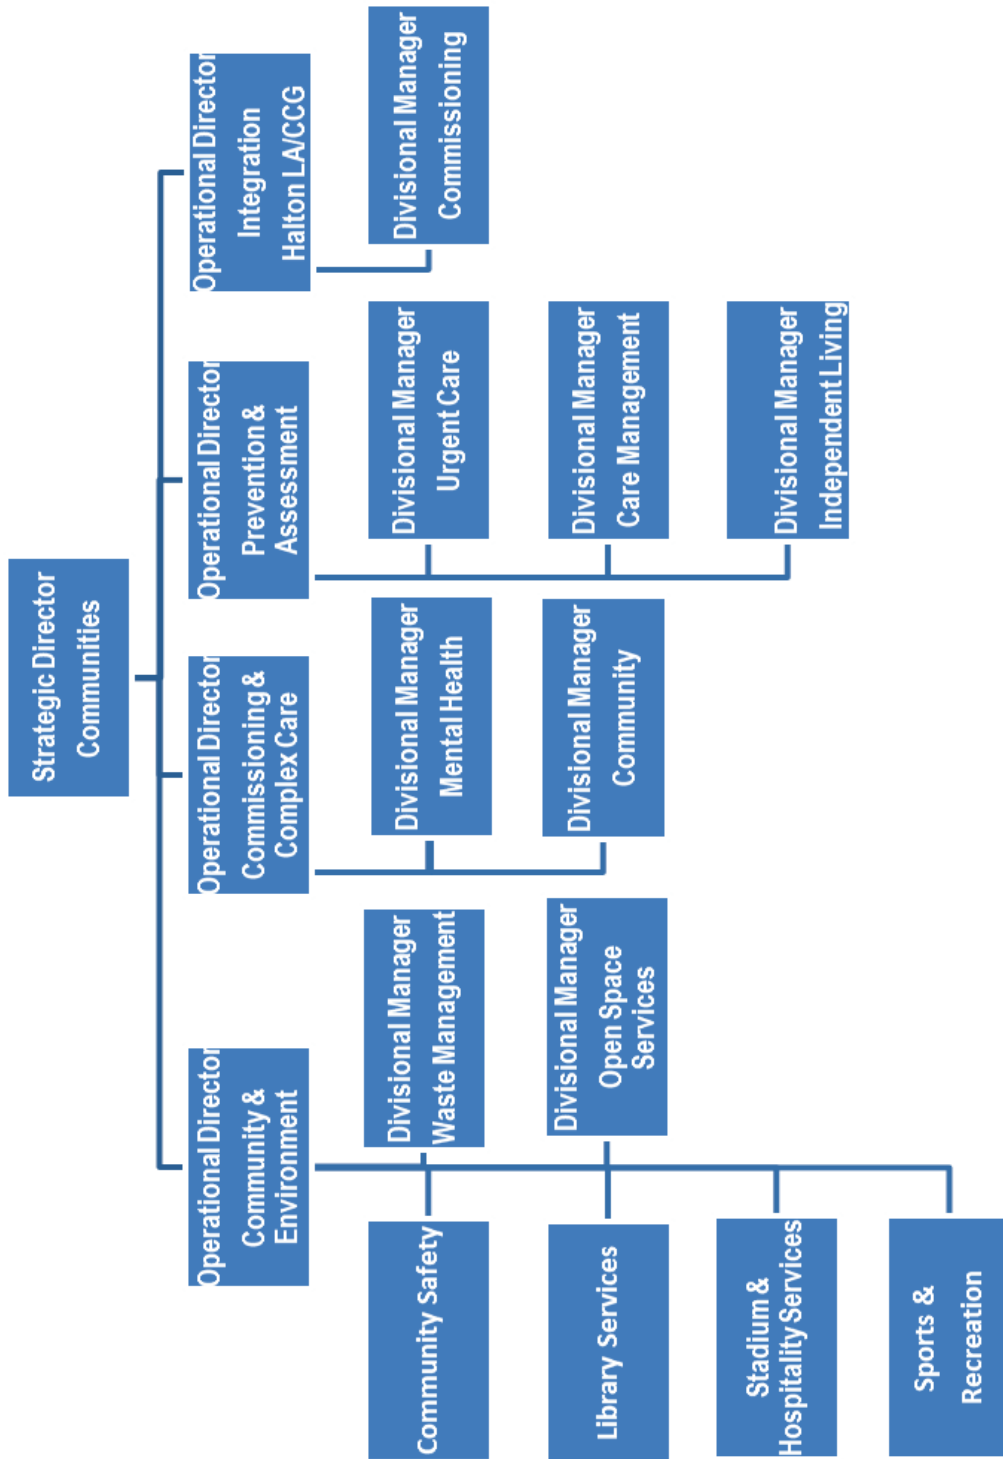 Strategic Director
Communities
Operational Director
Community &
Environment
Operational Director
Commissioning &
Complex Care
Operational Director
Prevention &
Assessment
Operational Director
Integration
Halton LA/CCG
Community Safety
Divisional Manager
Waste Management
Divisional Manager
Mental Health
Divisional Manager
Urgent Care
Divisional Manager
Commissioning
Library Services
Divisional Manager
Open Space
Services
Divisional Manager
Community
Divisional Manager
Care Management
Stadium &
Hospitality Services
Divisional Manager
Independent Living
Sports &
Recreation